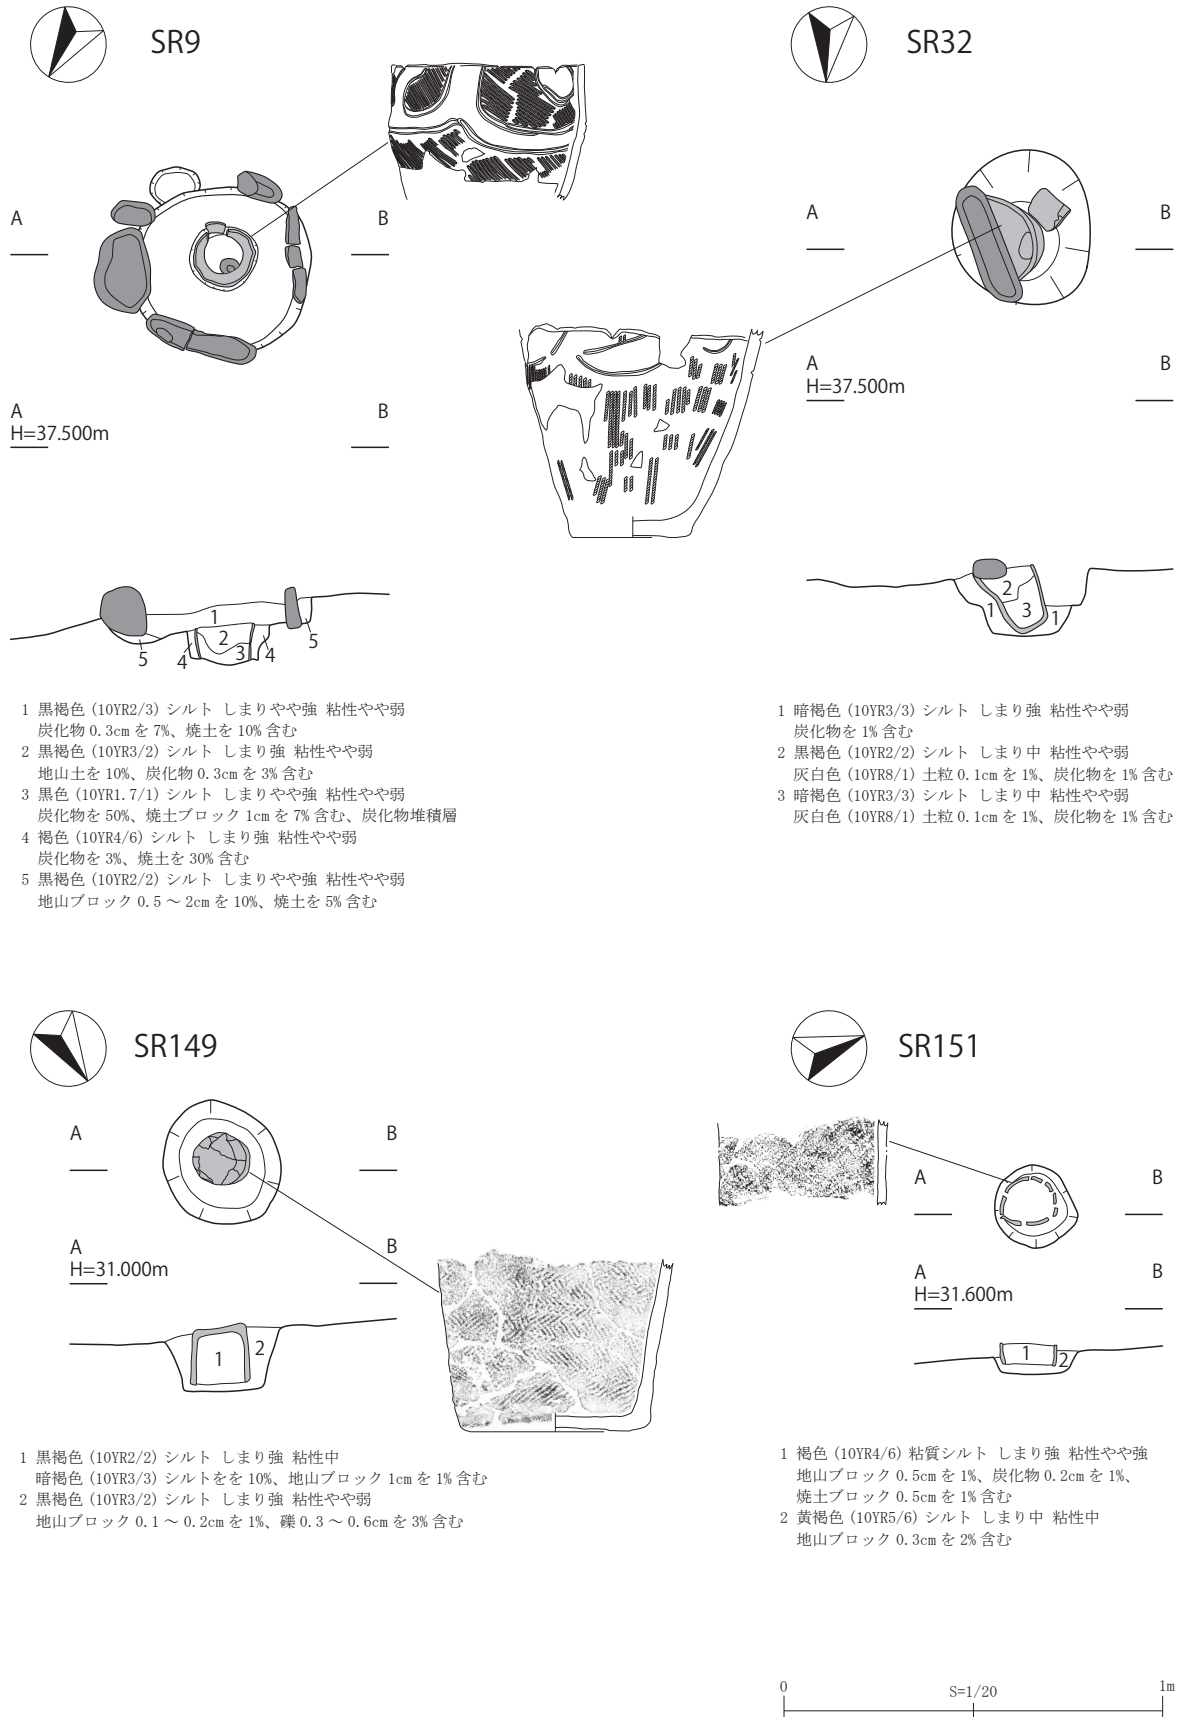 SR9
A
B
A
B
H=37.500m
1
2
3
4
4
5
5
1 黒褐色 (10YR2/3) シルト しまりやや強 粘性やや弱
炭化物 0.3cm を 7%、焼土を 10% 含む
2 黒褐色 (10YR3/2) シルト しまり強 粘性やや弱
地山土を 10%、炭化物 0.3cm を 3% 含む
3 黒色 (10YR1.7/1) シルト しまりやや強 粘性やや弱
炭化物を 50%、焼土ブロック 1cm を 7% 含む、炭化物堆積層
4 褐色 (10YR4/6) シルト しまり強 粘性やや弱
炭化物を 3%、焼土を 30% 含む
5 黒褐色 (10YR2/2) シルト しまりやや強 粘性やや弱
地山ブロック 0.5 ～ 2cm を 10%、焼土を 5% 含む
SR32
A
B
A
B
H=37.500m
2
1
3
1
1 暗褐色 (10YR3/3) シルト しまり強 粘性やや弱
炭化物を 1% 含む
2 黒褐色 (10YR2/2) シルト しまり中 粘性やや弱
灰白色 (10YR8/1) 土粒 0.1cm を 1%、炭化物を 1% 含む
3 暗褐色 (10YR3/3) シルト しまり中 粘性やや弱
灰白色 (10YR8/1) 土粒 0.1cm を 1%、炭化物を 1% 含む
SR149
A
B
A
B
H=31.000m
1
2
1 黒褐色 (10YR2/2) シルト しまり強 粘性中
暗褐色 (10YR3/3) シルトをを 10%、地山ブロック 1cm を 1% 含む
2 黒褐色 (10YR3/2) シルト しまり強 粘性やや弱
地山ブロック 0.1 ～ 0.2cm を 1%、礫 0.3 ～ 0.6cm を 3% 含む
SR151
A
B
A
B
H=31.600m
1
2
1 褐色 (10YR4/6) 粘質シルト しまり強 粘性やや強
地山ブロック 0.5cm を 1%、炭化物 0.2cm を 1%、
焼土ブロック 0.5cm を 1% 含む
2 黄褐色 (10YR5/6) シルト しまり中 粘性中
地山ブロック 0.3cm を 2% 含む
0
S=1/20
1m